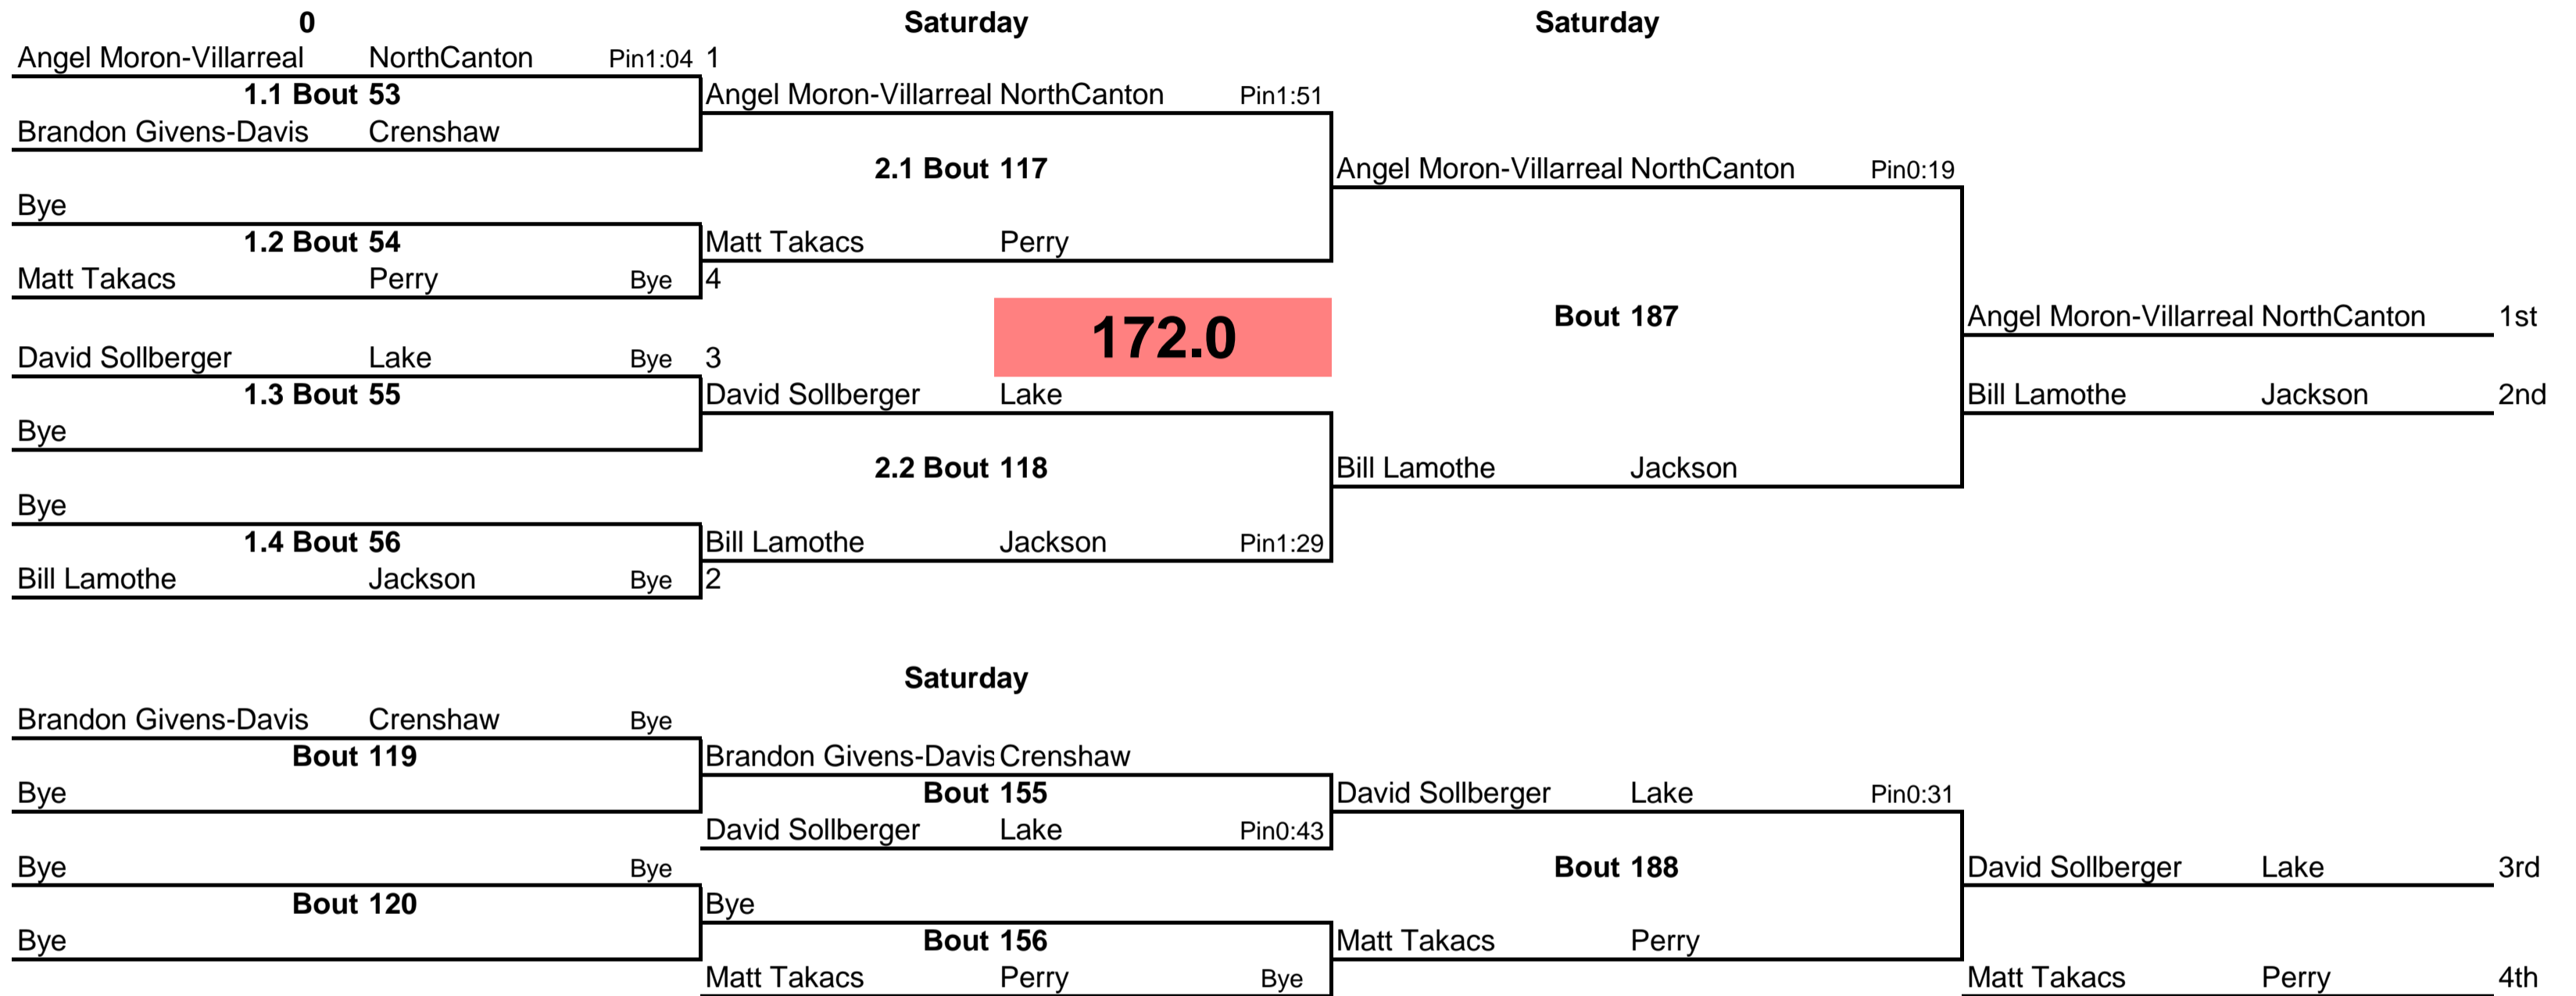 0 Saturday Saturday
Angel Moron-Villarreal NorthCanton Pin1:04 1
1.1 Bout 53 Angel Moron-Villarreal NorthCanton Pin1:51
Brandon Givens-Davis Crenshaw
2.1 Bout 117 Angel Moron-Villarreal NorthCanton Pin0:19
Bye
1.2 Bout 54 Matt Takacs Perry
Matt Takacs Perry Bye 4
172.0 Bout 187 Angel Moron-Villarreal NorthCanton 1st
David Sollberger Lake Bye 3
1.3 Bout 55 David Sollberger Lake Bill Lamothe Jackson 2nd
Bye
2.2 Bout 118 Bill Lamothe Jackson
Bye
1.4 Bout 56 Bill Lamothe Jackson Pin1:29
Bill Lamothe Jackson Bye 2
Saturday
Brandon Givens-Davis Crenshaw Bye
Bout 119 Brandon Givens-Davis Crenshaw
Bye Bout 155 David Sollberger Lake Pin0:31
David Sollberger Lake Pin0:43
Bye Bye Bout 188 David Sollberger Lake 3rd
Bout 120 Bye
Bye Bout 156 Matt Takacs Perry
Matt Takacs Perry Bye Matt Takacs Perry 4th